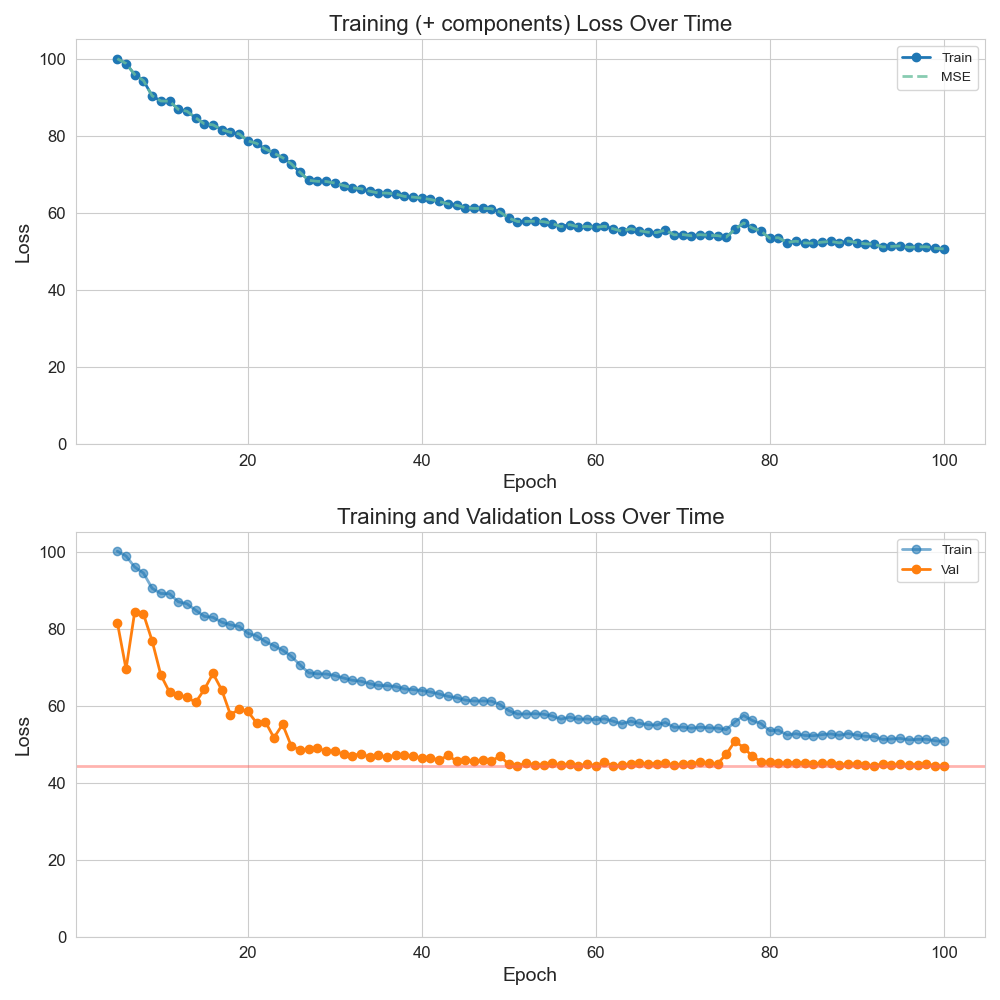 Training (+ components) Loss Over Time
Train
MSE
Loss
100
80
60
40
20
0
20 40 60 80 100
Epoch
Training and Validation Loss Over Time
Train
Val
Loss
100
80
60
40
20
0
20 40 60 80 100
Epoch